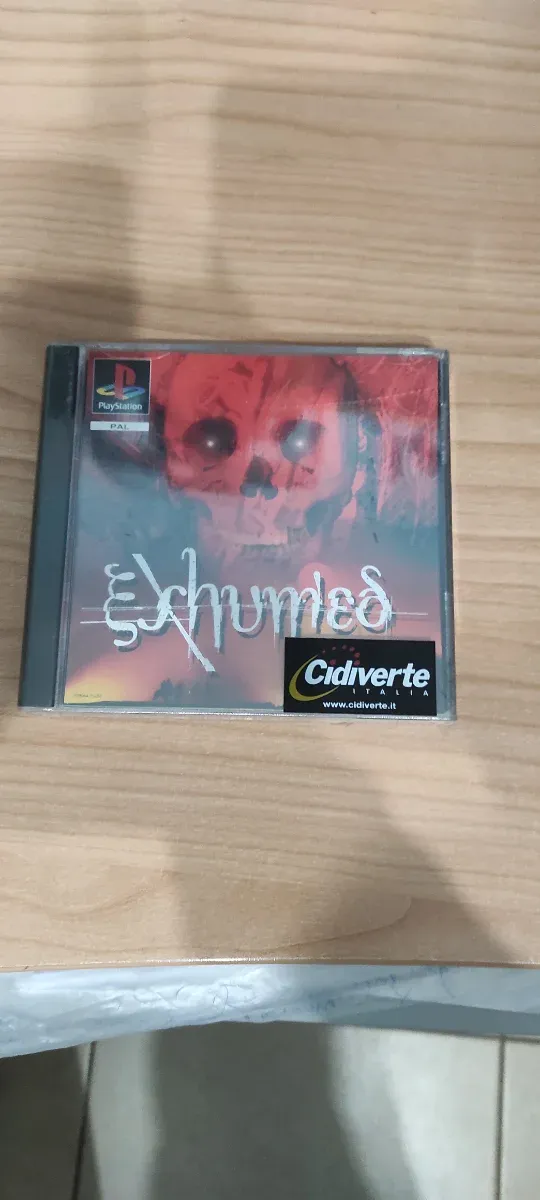 PlayStation
PAL
Exhumed
Cidiverte
ITALIA
www.cidiverte.it